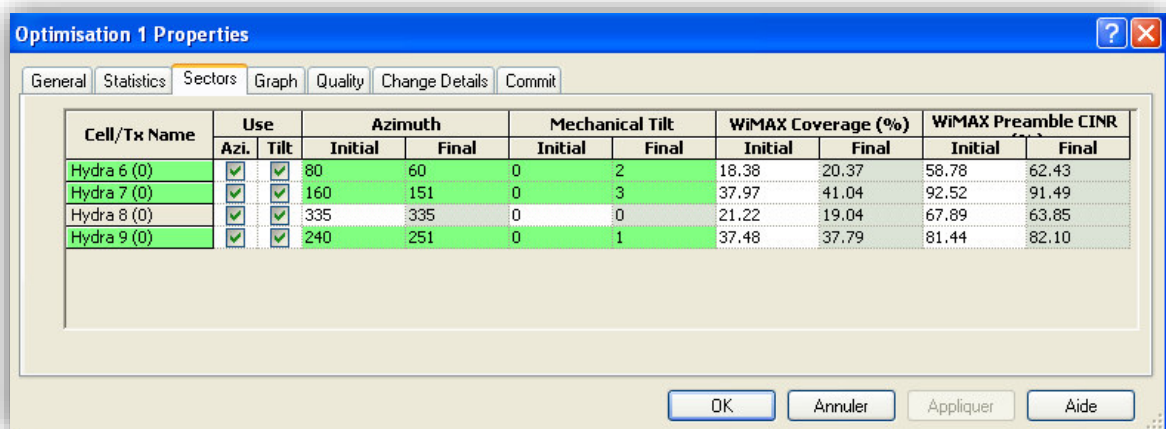 Optimisation 1 Properties
General Statistics Sectors Graph Quality Change Details Commit
Cell/Tx Name Use Azimuth Mechanical Tilt WiMAX Coverage (%) WiMAX Preamble CINR
Azi. Tilt Initial Final Initial Final Initial Final Initial Final
Hydra 6 (0) 80 60 0 2 18.38 20.37 58.78 62.43
Hydra 7 (0) 160 151 0 3 37.97 41.04 92.52 91.49
Hydra 8 (0) 335 335 0 0 21.22 19.04 67.89 63.85
Hydra 9 (0) 240 251 0 1 37.48 37.79 81.44 82.10
OK Annuler Appliquer Aide